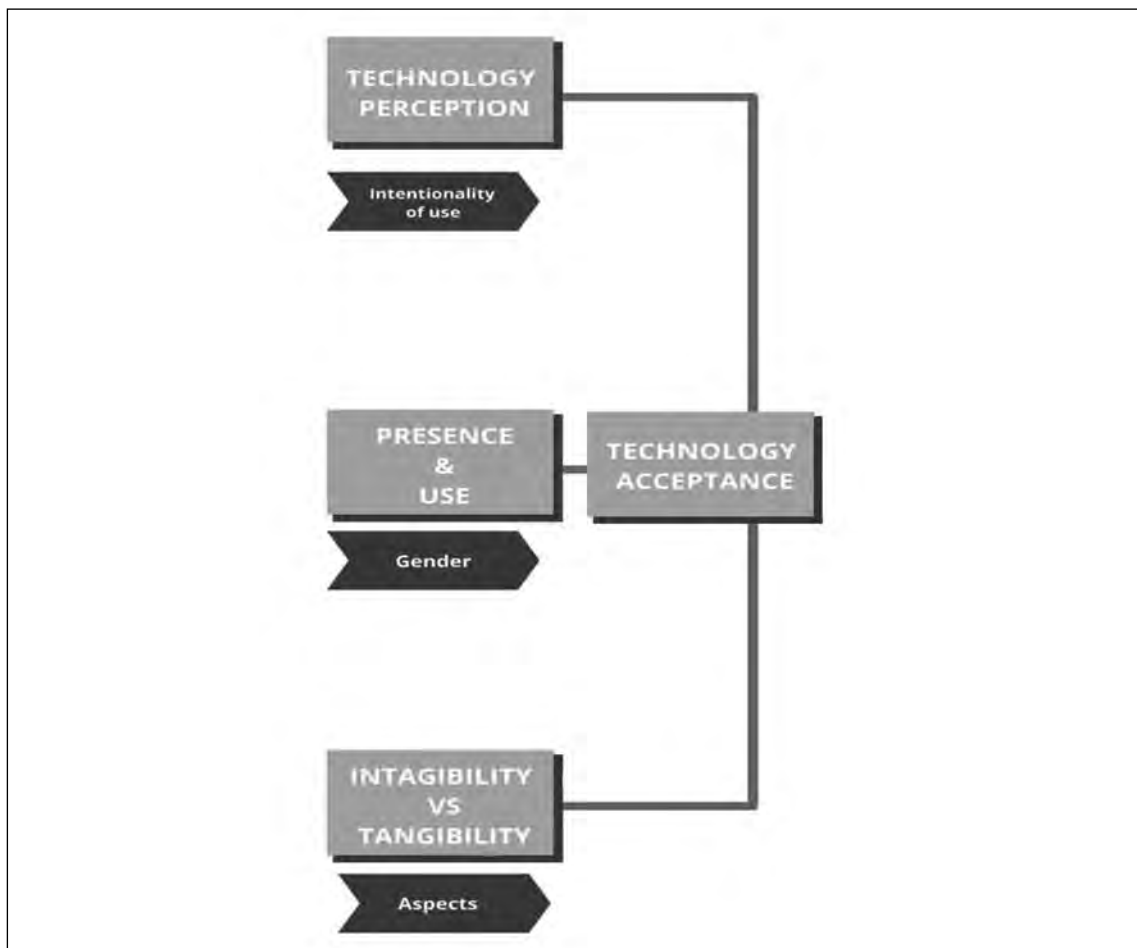 TECHNOLOGY
PERCEPTION
Intentionality
of use
PRESENCE
&
USE
Gender
TECHNOLOGY
ACCEPTANCE
INTAGIBILITY
VS
TANGIBILITY
Aspects